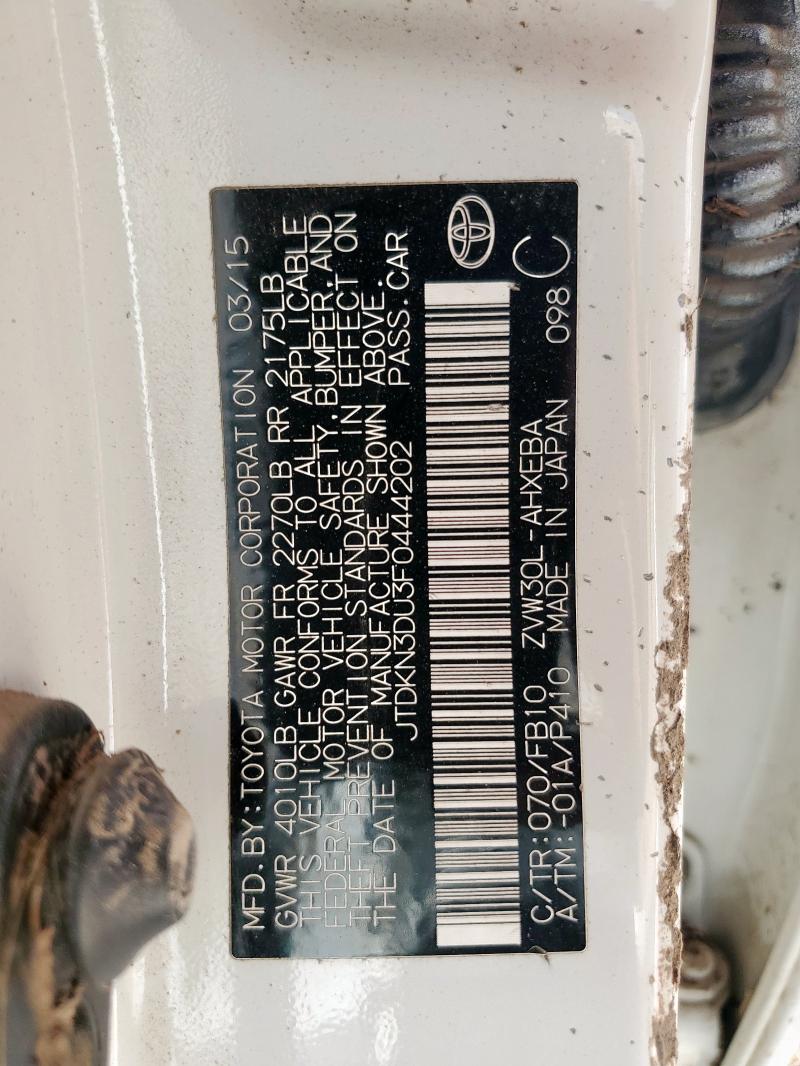 MFD. BY: TOYOTA MOTOR CORPORATION 03/15
GVWR 4010LB GAWR FR 2270LB RR 2175LB
THIS VEHICLE CONFORMS TO ALL APPLICABLE
FEDERAL MOTOR VEHICLE SAFETY, BUMPER, AND
THEFT PREVENTION STANDARDS IN EFFECT ON
THE DATE OF MANUFACTURE SHOWN ABOVE.
JTDKN3DU3F0444202 PASS. CAR
C/TR: 070/FB10 ZVW30L-AHXEBA C
A/TM: -01A/P410 MADE IN JAPAN 098